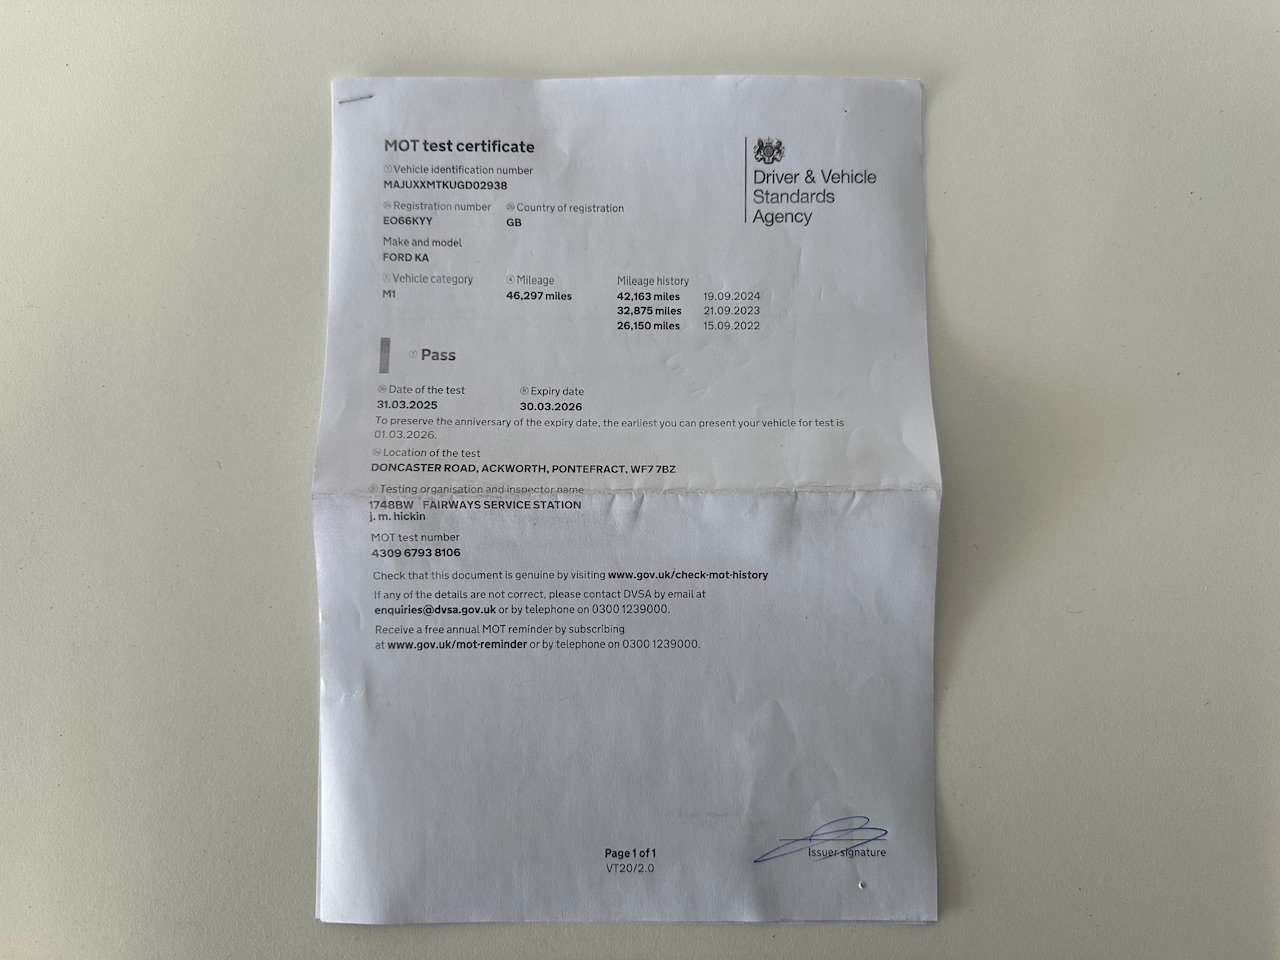 MOT test certificate
Driver & Vehicle
Standards
Agency
1 Vehicle identification number
MAJUXXMTKUGD02938
Registration number Country of registration
EO66KYY GB
Make and model
FORD KA
Vehicle category 4 Mileage Mileage history
M1 46,297 miles 42,163 miles 19.09.2024
32,875 miles 21.09.2023
26,150 miles 15.09.2022
7 Pass
Date of the test 8 Expiry date
31.03.2025 30.03.2026
To preserve the anniversary of the expiry date, the earliest you can present your vehicle for test is
01.03.2026.
Location of the test
DONCASTER ROAD, ACKWORTH, PONTEFRACT, WF7 7BZ
9 Testing organisation and inspector name
1748BW FAIRWAYS SERVICE STATION
j. m. hickin
MOT test number
4309 6793 8106
Check that this document is genuine by visiting www.gov.uk/check-mot-history
If any of the details are not correct, please contact DVSA by email at
enquiries@dvsa.gov.uk or by telephone on 0300 1239000.
Receive a free annual MOT reminder by subscribing
at www.gov.uk/mot-reminder or by telephone on 0300 1239000.
Issuer signature
Page 1 of 1
VT20/2.0